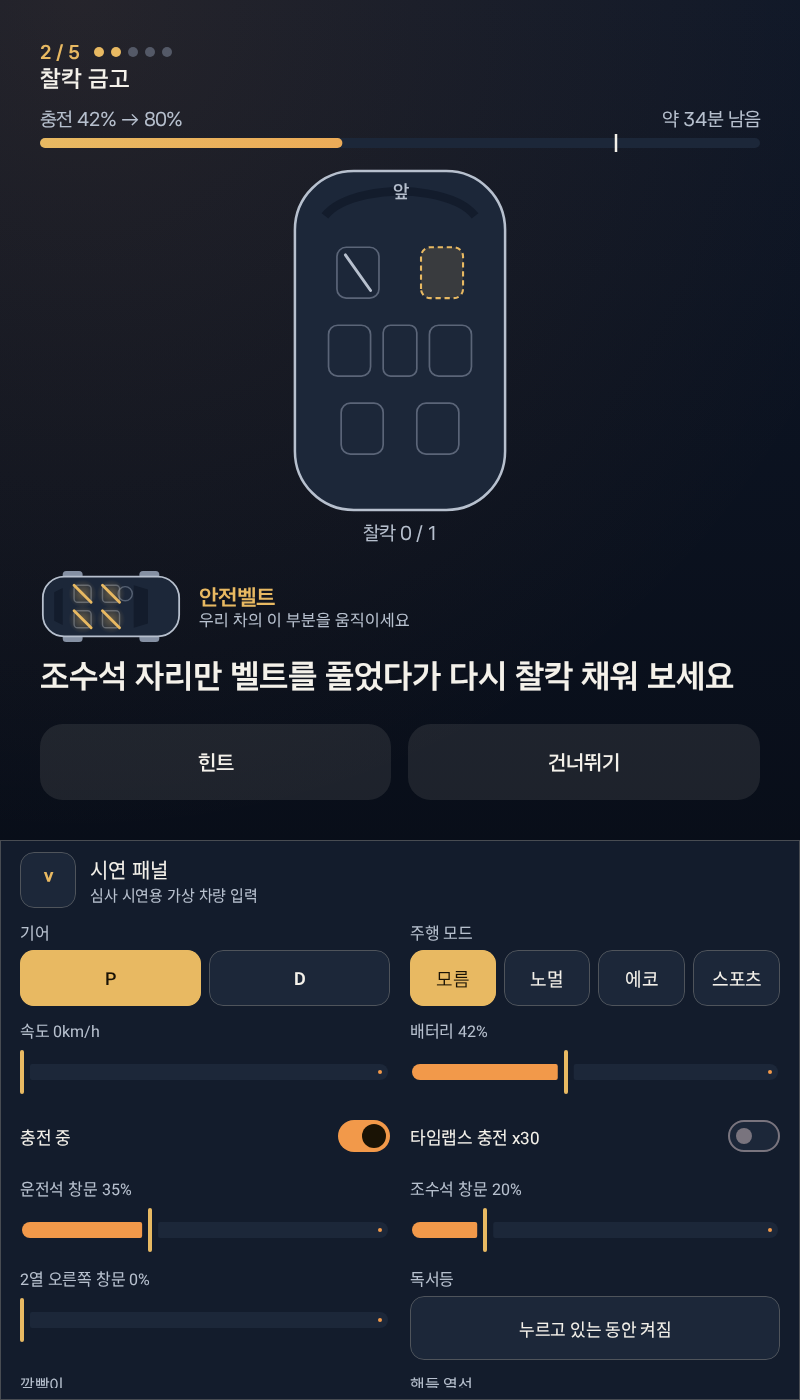 2 / 5
찰칵 금고
충전 42% → 80%
약 34분 남음
앞
찰칵 0 / 1
안전벨트
우리 차의 이 부분을 움직이세요
조수석 자리만 벨트를 풀었다가 다시 찰칵 채워 보세요
힌트
건너뛰기
v
시연 패널
심사 시연용 가상 차량 입력
기어
주행 모드
P
D
모름
노멀
에코
스포츠
속도 0km/h
배터리 42%
충전 중
타임랩스 충전 x30
운전석 창문 35%
조수석 창문 20%
2열 오른쪽 창문 0%
독서등
누르고 있는 동안 켜짐
깜빡이
핸들 열선